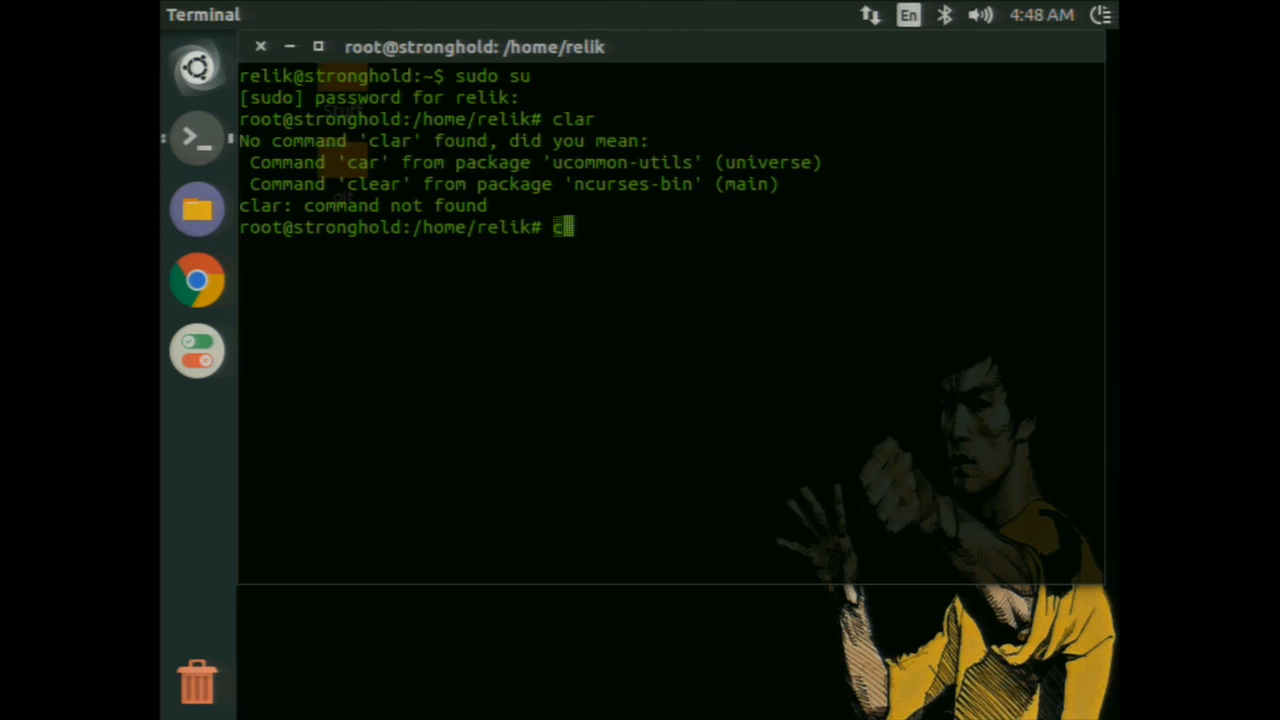 Terminal
En
4:48 AM
root@stronghold: /home/relik
relik@stronghold:~$ sudo su
[sudo] password for relik:
root@stronghold:/home/relik# clar
No command 'clar' found, did you mean:
Command 'car' from package 'ucommon-utils' (universe)
Command 'clear' from package 'ncurses-bin' (main)
clar: command not found
root@stronghold:/home/relik# c
Stuff
git